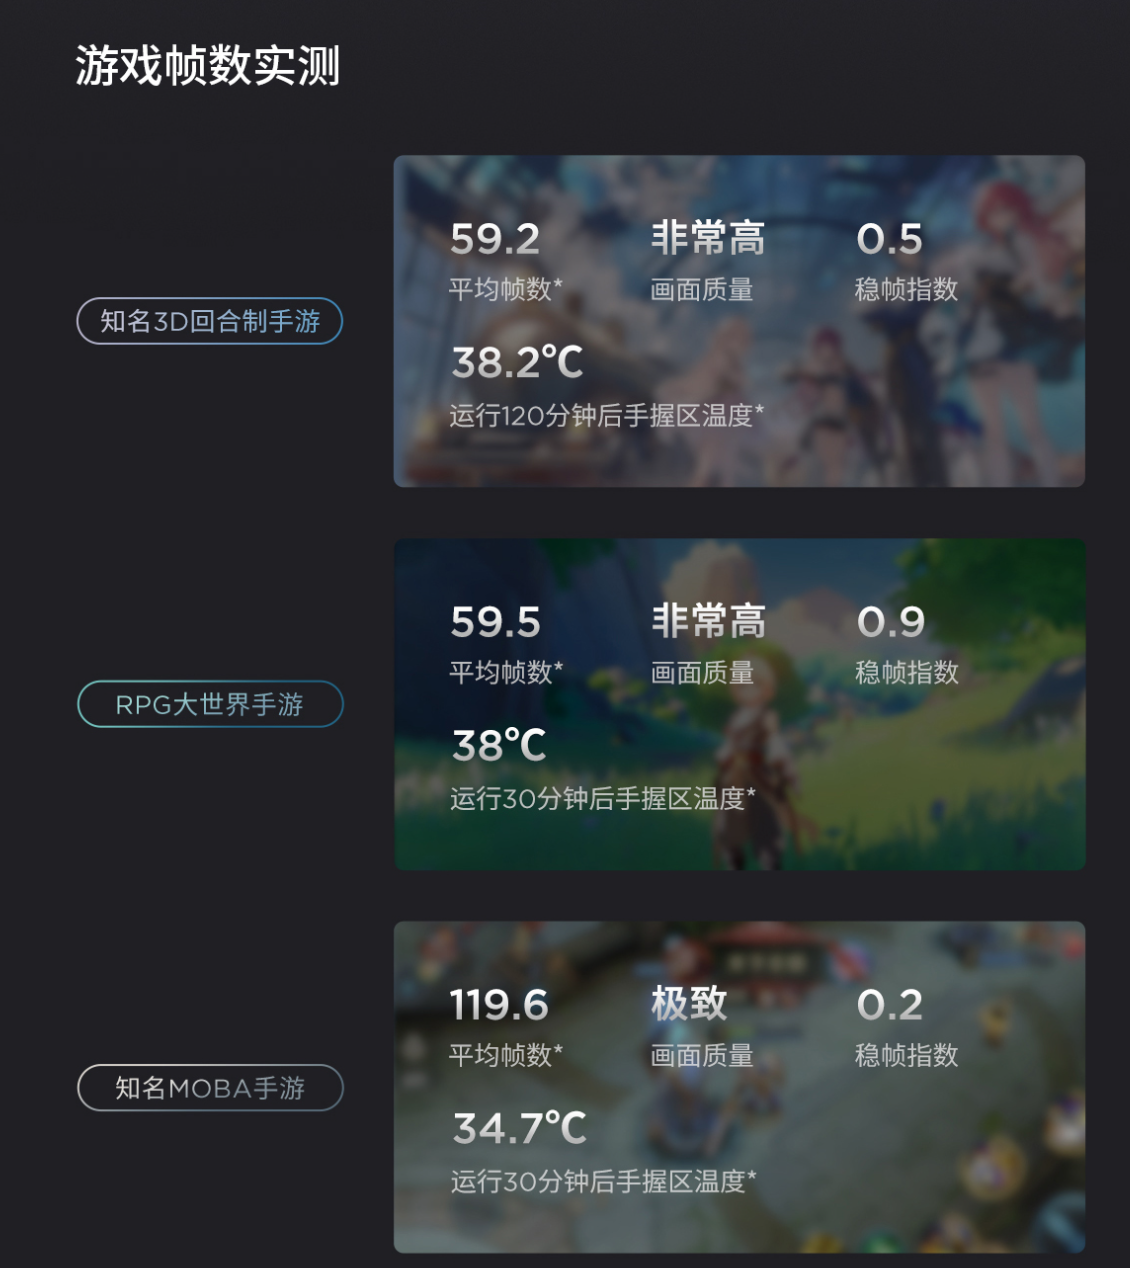 游戏帧数实测
知名3D回合制手游
59.2 非常高 0.5
平均帧数* 画面质量 稳帧指数
38.2℃
运行120分钟后手握区温度*
RPG大世界手游
59.5 非常高 0.9
平均帧数* 画面质量 稳帧指数
38℃
运行30分钟后手握区温度*
知名MOBA手游
119.6 极致 0.2
平均帧数* 画面质量 稳帧指数
34.7℃
运行30分钟后手握区温度*